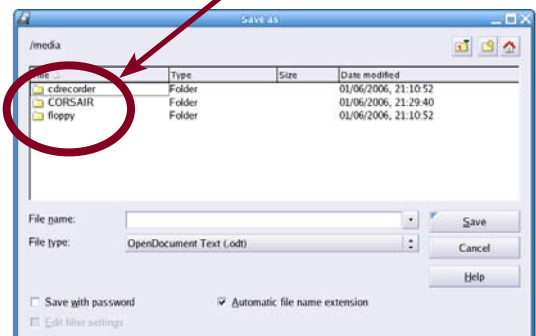 Save as
/media
Title Type Size Date modified
cdrecorder Folder 01/06/2006, 21:10:52
CORSAIR Folder 01/06/2006, 21:29:40
floppy Folder 01/06/2006, 21:10:52
File name:
Save
File type: OpenDocument Text (.odt)
Cancel
Help
Save with password Automatic file name extension
Edit filter settings